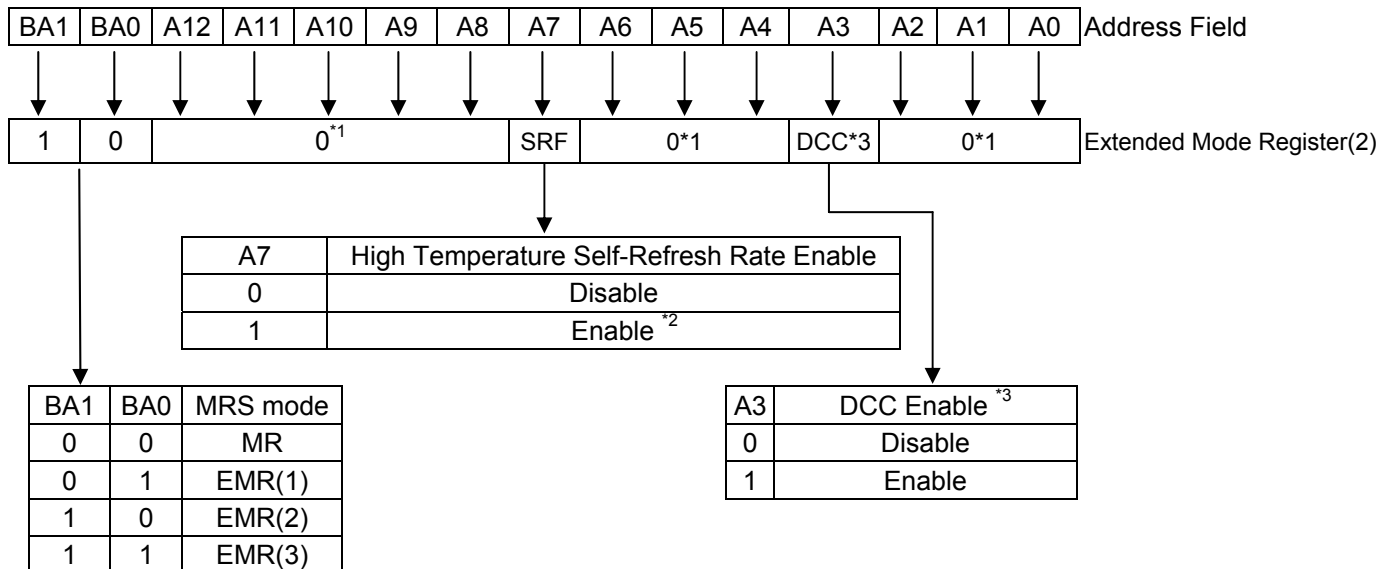 BA1 BA0 A12 A11 A10 A9 A8 A7 A6 A5 A4 A3 A2 A1 A0 Address Field
1 0 0*1 SRF 0*1 DCC*3 0*1 Extended Mode Register(2)
A7 High Temperature Self-Refresh Rate Enable
0 Disable
1 Enable *2
BA1 BA0 MRS mode
0 0 MR
0 1 EMR(1)
1 0 EMR(2)
1 1 EMR(3)
A3 DCC Enable *3
0 Disable
1 Enable